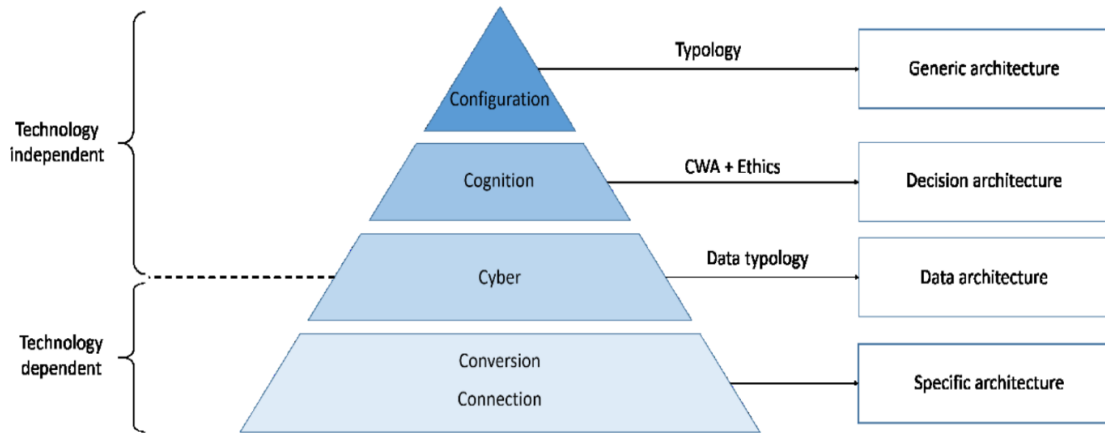 Typology
Generic architecture
Configuration
Technology
independent
CWA + Ethics
Cognition
Decision architecture
Data typology
Cyber
Data architecture
Technology
dependent
Conversion
Connection
Specific architecture